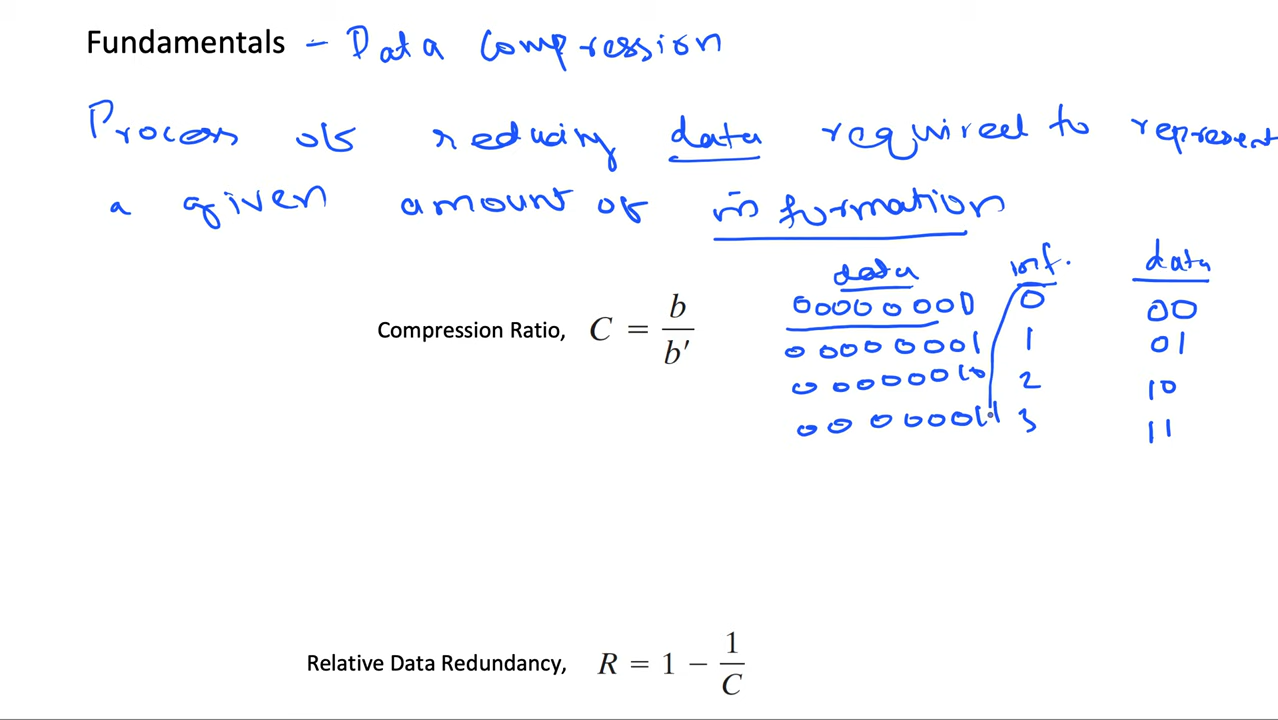 Fundamentals - Data Compression
Process of reducing data required to represent
a given amount of information
data inf. data
00000000 0 00
00000001 1 01
00000010 2 10
00000011 3 11
Compression Ratio, C = b / b'
Relative Data Redundancy, R = 1 - 1 / C